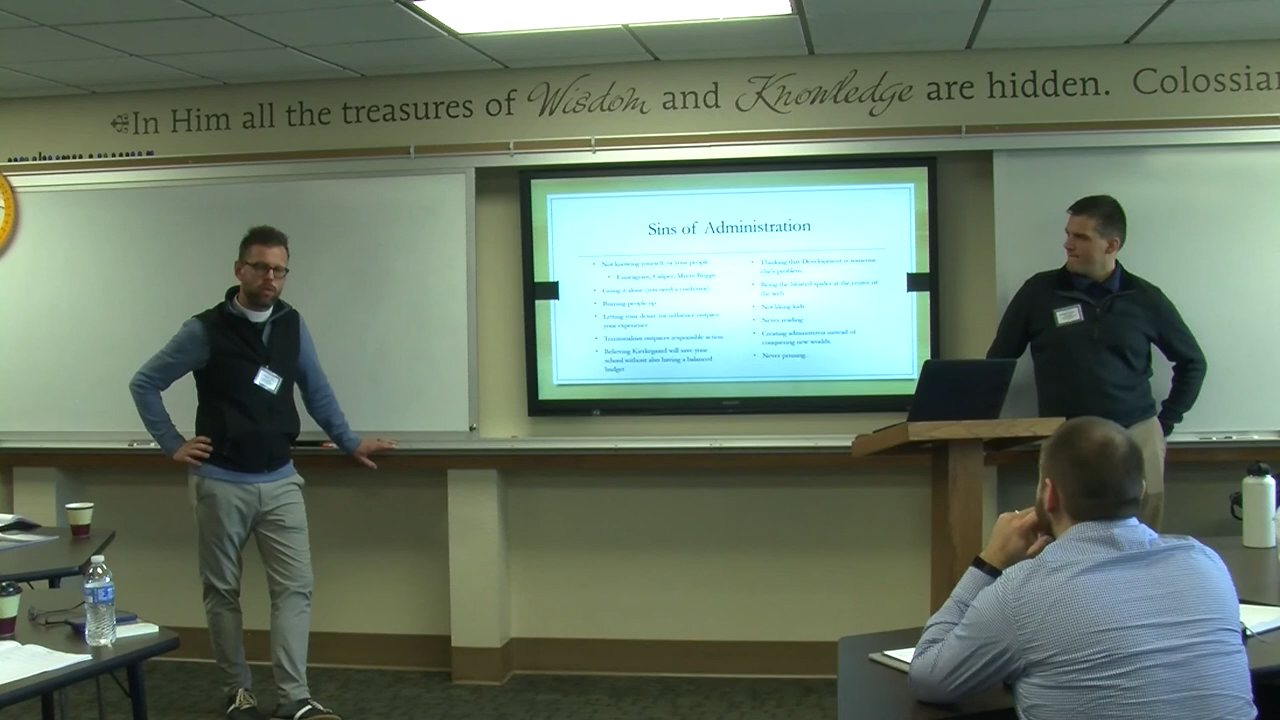 In Him all the treasures of Wisdom and Knowledge are hidden. Colossian
Sins of Administration
• Not knowing yourself, or your people
• Enneagram, Caliper, Myers-Briggs
• Going it alone (you need a confessor)
• Burning people up
• Letting your desire for influence outpace
your experience
• Territorialism outpaces responsible action
• Believing Kierkegaard will save your
school without also having a balanced
budget
• Thinking that Development is someone
else's problem
• Being the bloated spider at the center of
the web
• Not liking kids
• Never reading
• Creating administrivia instead of
conquering new worlds
• Never pruning